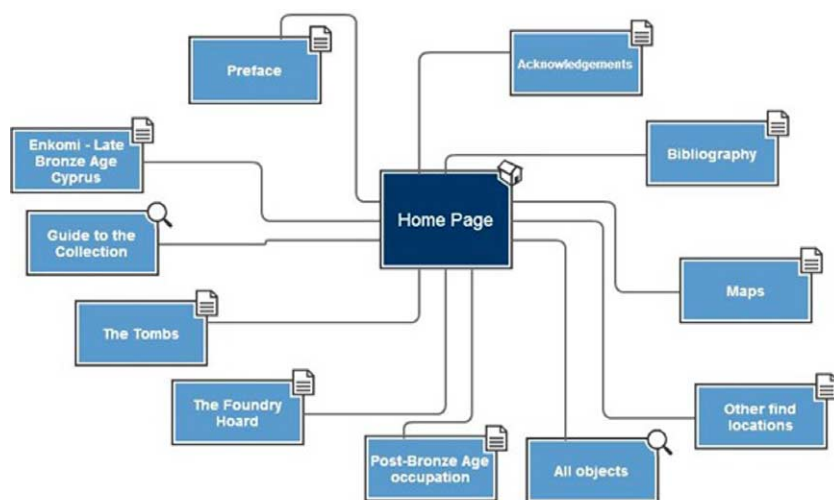 Preface
Acknowledgements
Enkomi - Late
Bronze Age
Cyprus
Bibliography
Home Page
Guide to the
Collection
Maps
The Tombs
The Foundry
Hoard
Other find
locations
Post-Bronze Age
occupation
All objects